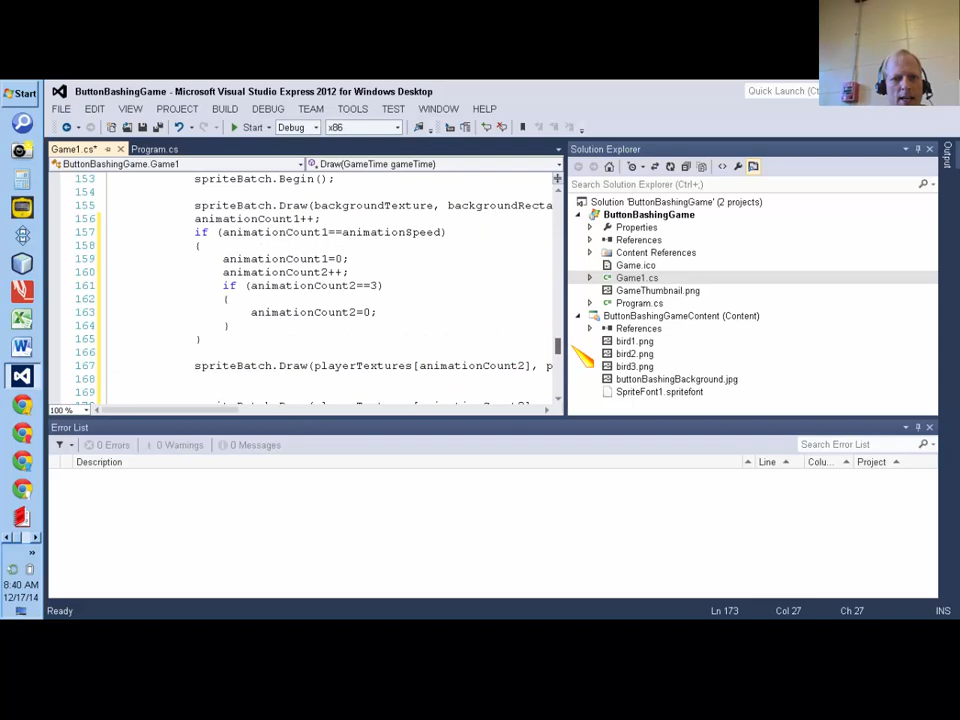 ButtonBashingGame - Microsoft Visual Studio Express 2012 for Windows Desktop
Quick Launch (Ctrl
Start
FILE EDIT VIEW PROJECT BUILD DEBUG TEAM TOOLS TEST WINDOW HELP
Start Debug x86
Game1.cs* Program.cs
ButtonBashingGame.Game1 Draw(GameTime gameTime)
153 spriteBatch.Begin();
154
155 spriteBatch.Draw(backgroundTexture, backgroundRecta
156 animationCount1++;
157 if (animationCount1==animationSpeed)
158 {
159 animationCount1=0;
160 animationCount2++;
161 if (animationCount2==3)
162 {
163 animationCount2=0;
164 }
165 }
166
167 spriteBatch.Draw(playerTextures[animationCount2], p
168
169
100 %
Solution Explorer
Search Solution Explorer (Ctrl+;)
Solution 'ButtonBashingGame' (2 projects)
ButtonBashingGame
Properties
References
Content References
Game.ico
Game1.cs
GameThumbnail.png
Program.cs
ButtonBashingGameContent (Content)
References
bird1.png
bird2.png
bird3.png
buttonBashingBackground.jpg
SpriteFont1.spritefont
Output
Error List
0 Errors 0 Warnings 0 Messages
Search Error List
Description Line Colu... Project
8:40 AM
12/17/14
Ready Ln 173 Col 27 Ch 27 INS